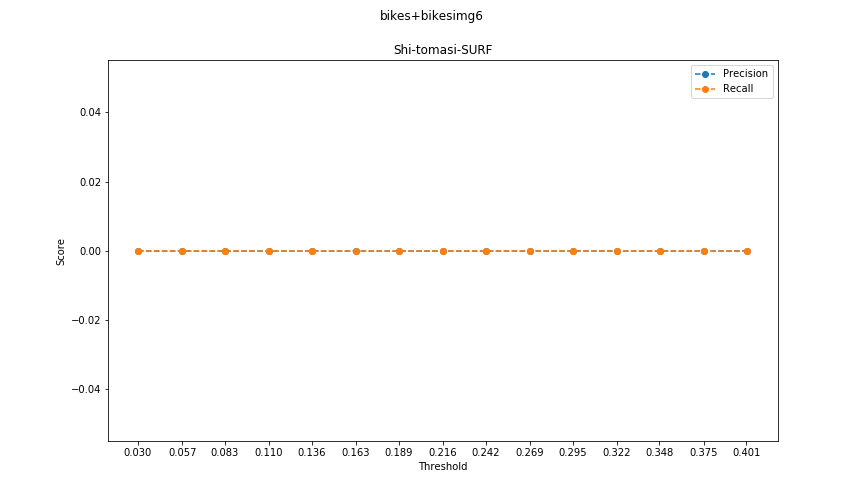 bikes+bikesimg6
Shi-tomasi-SURF
Precision
Recall
0.04
0.02
0.00
−0.02
−0.04
Score
0.030 0.057 0.083 0.110 0.136 0.163 0.189 0.216 0.242 0.269 0.295 0.322 0.348 0.375 0.401
Threshold